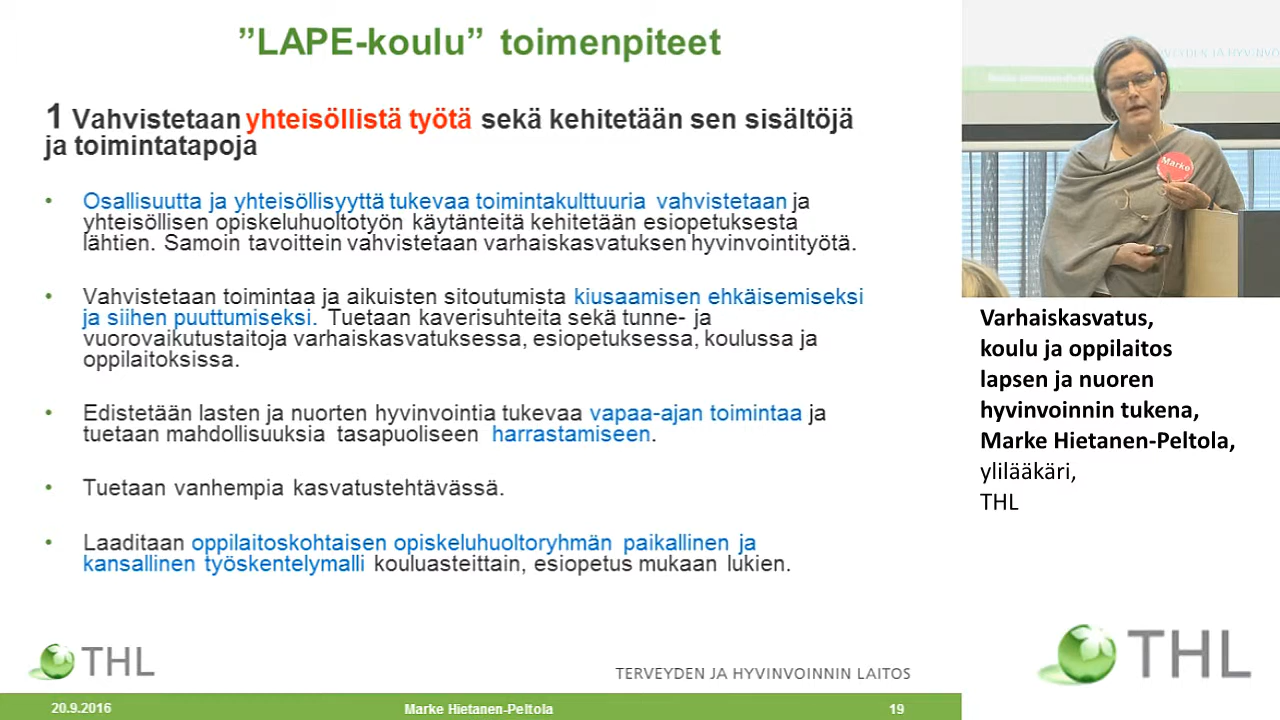 ”LAPE-koulu” toimenpiteet
1 Vahvistetaan yhteisöllistä työtä sekä kehitetään sen sisältöjä
ja toimintatapoja
• Osallisuutta ja yhteisöllisyyttä tukevaa toimintakulttuuria vahvistetaan ja
yhteisöllisen opiskeluhuoltotyön käytänteitä kehitetään esiopetuksesta
lähtien. Samoin tavoittein vahvistetaan varhaiskasvatuksen hyvinvointityötä.
• Vahvistetaan toimintaa ja aikuisten sitoutumista kiusaamisen ehkäisemiseksi
ja siihen puuttumiseksi. Tuetaan kaverisuhteita sekä tunne- ja
vuorovaikutustaitoja varhaiskasvatuksessa, esiopetuksessa, koulussa ja
oppilaitoksissa.
• Edistetään lasten ja nuorten hyvinvointia tukevaa vapaa-ajan toimintaa ja
tuetaan mahdollisuuksia tasapuoliseen harrastamiseen.
• Tuetaan vanhempia kasvatustehtävässä.
• Laaditaan oppilaitoskohtaisen opiskeluhuoltoryhmän paikallinen ja
kansallinen työskentelymalli kouluasteittain, esiopetus mukaan lukien.
THL
TERVEYDEN JA HYVINVOINNIN LAITOS
20.9.2016
Marke Hietanen-Peltola
19
Marke Hietanen-Peltola
Marke
Varhaiskasvatus,
koulu ja oppilaitos
lapsen ja nuoren
hyvinvoinnin tukena,
Marke Hietanen-Peltola,
ylilääkäri,
THL
THL